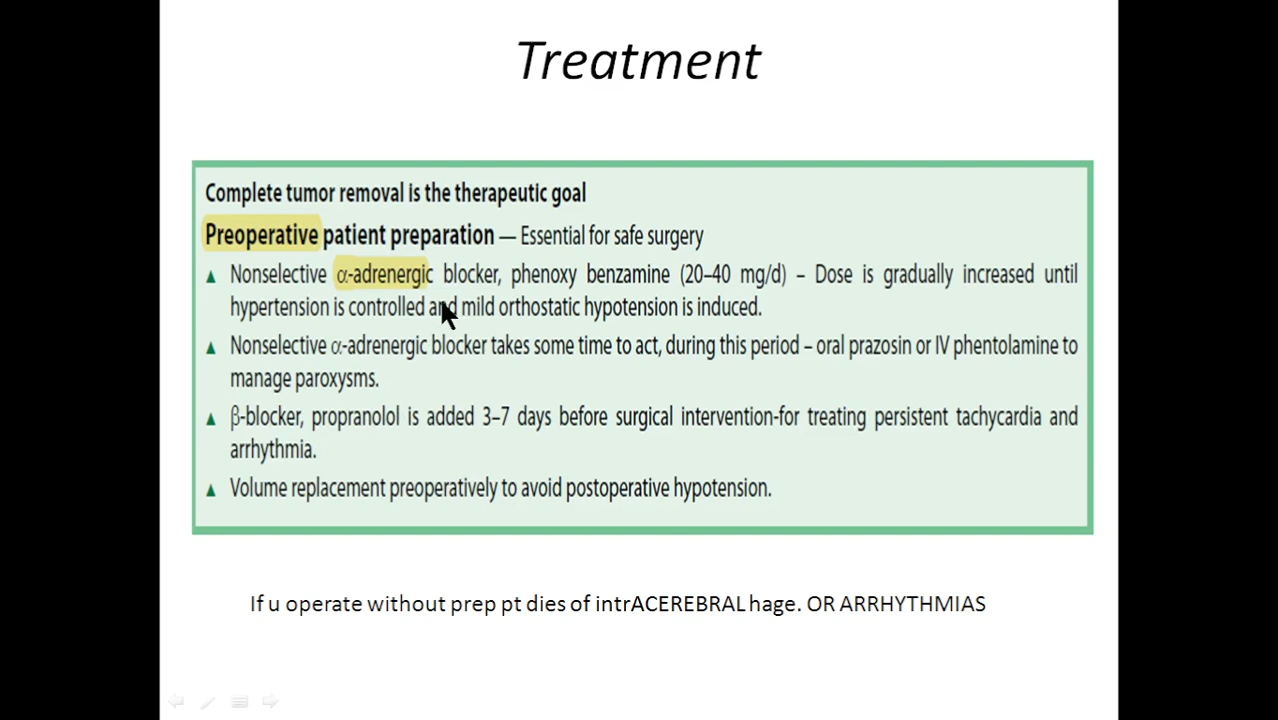 Treatment
Complete tumor removal is the therapeutic goal
Preoperative patient preparation — Essential for safe surgery
▲ Nonselective α-adrenergic blocker, phenoxy benzamine (20–40 mg/d) – Dose is gradually increased until
hypertension is controlled and mild orthostatic hypotension is induced.
▲ Nonselective α-adrenergic blocker takes some time to act, during this period – oral prazosin or IV phentolamine to
manage paroxysms.
▲ β-blocker, propranolol is added 3–7 days before surgical intervention-for treating persistent tachycardia and
arrhythmia.
▲ Volume replacement preoperatively to avoid postoperative hypotension.
If u operate without prep pt dies of intrACEREBRAL hage. OR ARRHYTHMIAS